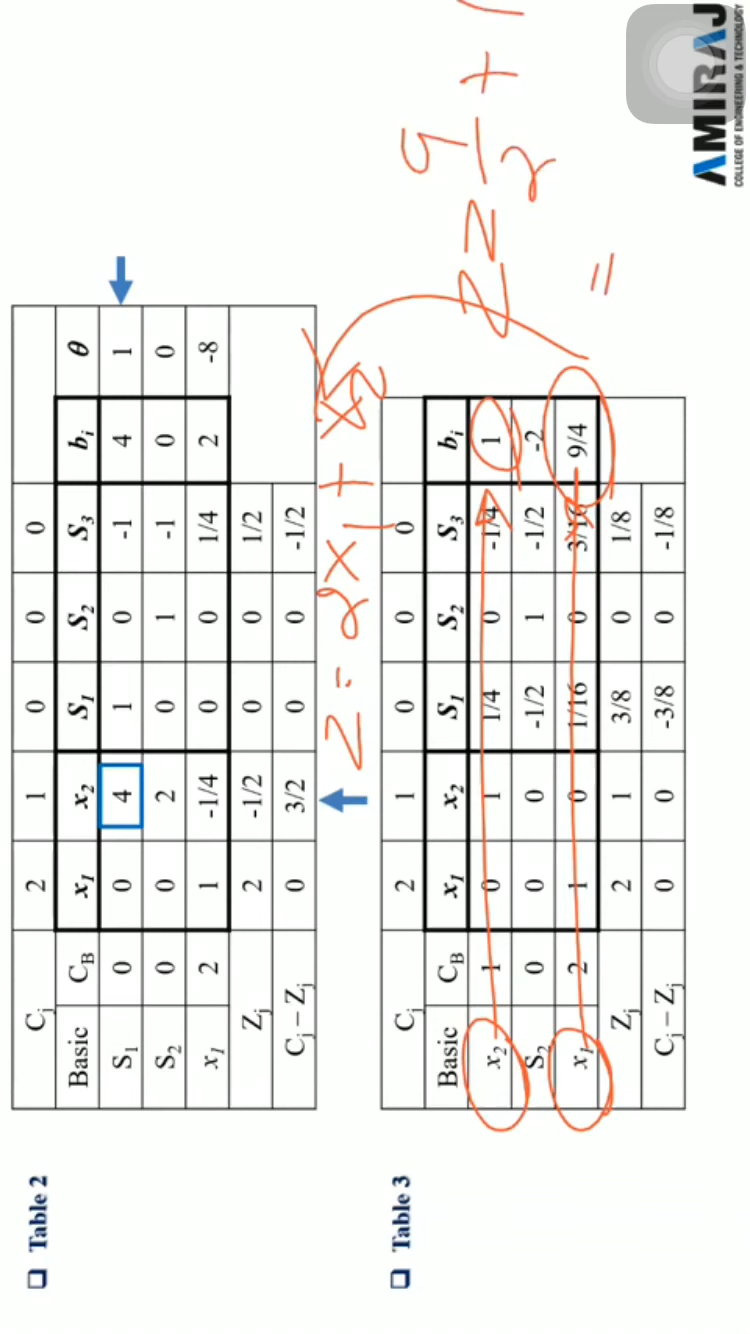 ❑ Table 2
Cj 2 1 0 0 0
Basic CB x1 x2 S1 S2 S3 bi θ
S1 0 0 4 1 0 -1 4 1
S2 0 0 2 0 1 -1 0 0
x1 2 1 -1/4 0 0 1/4 2 -8
Zj 2 -1/2 0 0 1/2
Cj – Zj 0 3/2 0 0 -1/2
Z = 2x1 + x2
❑ Table 3
Cj 2 1 0 0 0
Basic CB x1 x2 S1 S2 S3 bi
x2 1 0 1 1/4 0 -1/4 1
S2 0 0 0 -1/2 1 -1/2 -2
x1 2 1 0 1/16 0 3/16 9/4
Zj 2 1 3/8 0 1/8
Cj – Zj 0 0 -3/8 0 -1/8
9/2 + 1
=
AMIRAJ
COLLEGE OF ENGINEERING & TECHNOLOGY